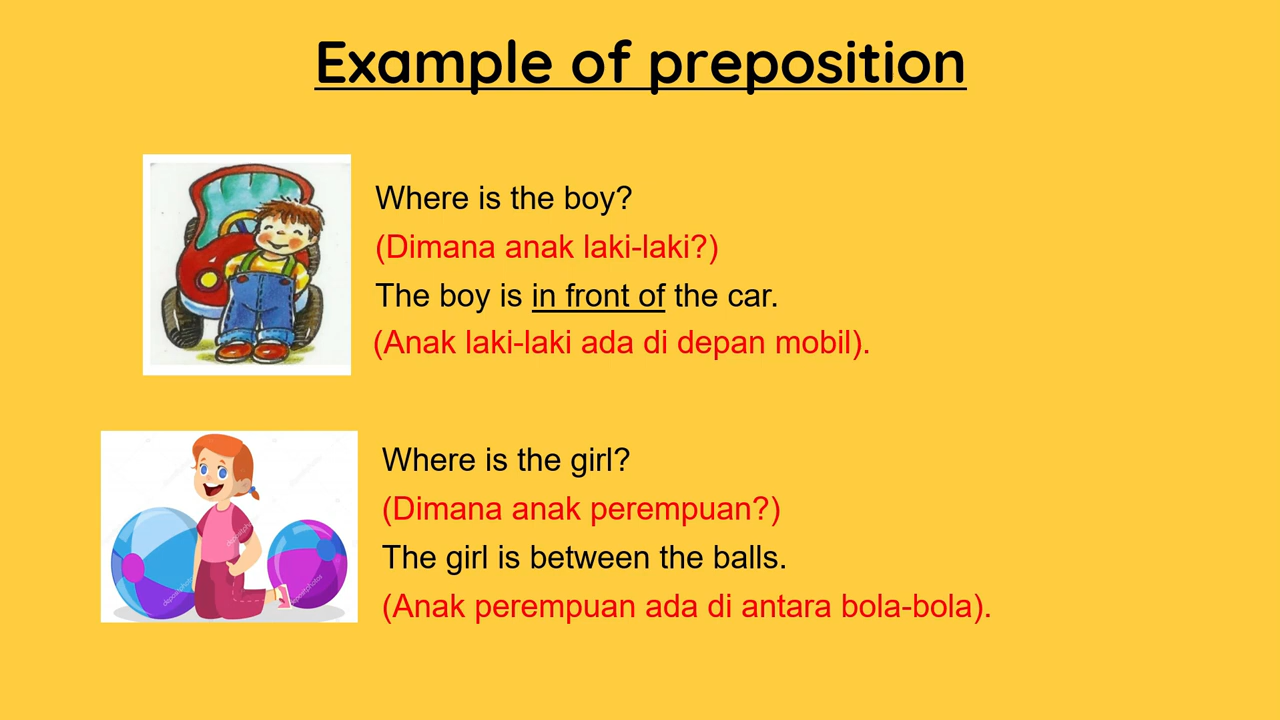 Example of preposition
Where is the boy?
(Dimana anak laki-laki?)
The boy is in front of the car.
(Anak laki-laki ada di depan mobil).
Where is the girl?
(Dimana anak perempuan?)
The girl is between the balls.
(Anak perempuan ada di antara bola-bola).